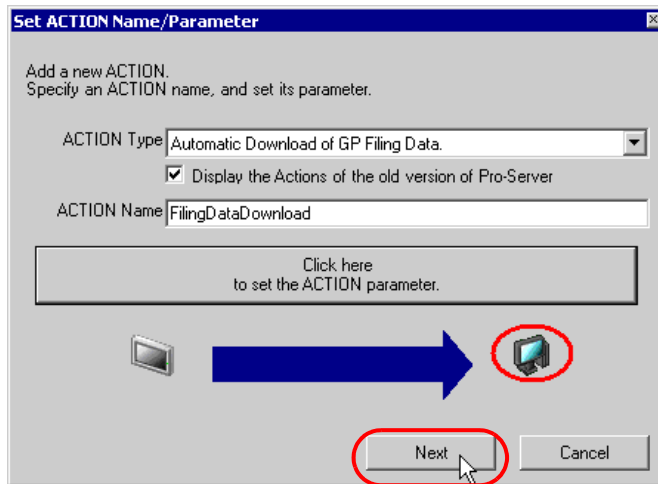 Set ACTION Name/Parameter
Add a new ACTION.
Specify an ACTION name, and set its parameter.
ACTION Type Automatic Download of GP Filing Data.
Display the Actions of the old version of Pro-Server
ACTION Name FilingDataDownload
Click here
to set the ACTION parameter.
Next Cancel